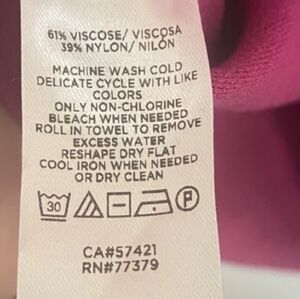 61% VISCOSE/ VISCOSA
39% NYLON/ NILON
MACHINE WASH COLD
DELICATE CYCLE WITH LIKE
COLORS
ONLY NON-CHLORINE
BLEACH WHEN NEEDED
ROLL IN TOWEL TO REMOVE
EXCESS WATER
RESHAPE DRY FLAT
COOL IRON WHEN NEEDED
OR DRY CLEAN
30 P
CA#57421
RN#77379